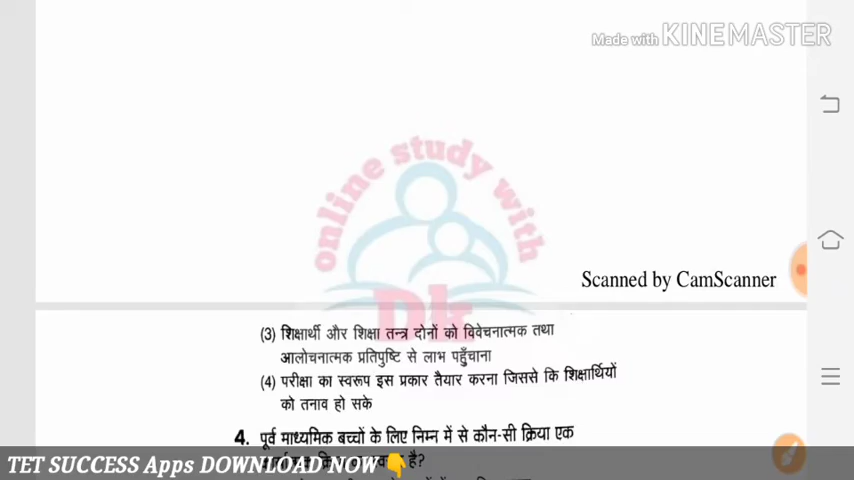 Made with KINEMASTER
online study with
Dk
Scanned by CamScanner
(3) शिक्षार्थी और शिक्षा तन्त्र दोनों को विवेचनात्मक तथा
आलोचनात्मक प्रतिपुष्टि से लाभ पहुँचाना
(4) परीक्षा का स्वरूप इस प्रकार तैयार करना जिससे कि शिक्षार्थियों
को तनाव हो सके
4. पूर्व माध्यमिक बच्चों के लिए निम्न में से कौन-सी क्रिया एक
है?
TET SUCCESS Apps DOWNLOAD NOW 👇